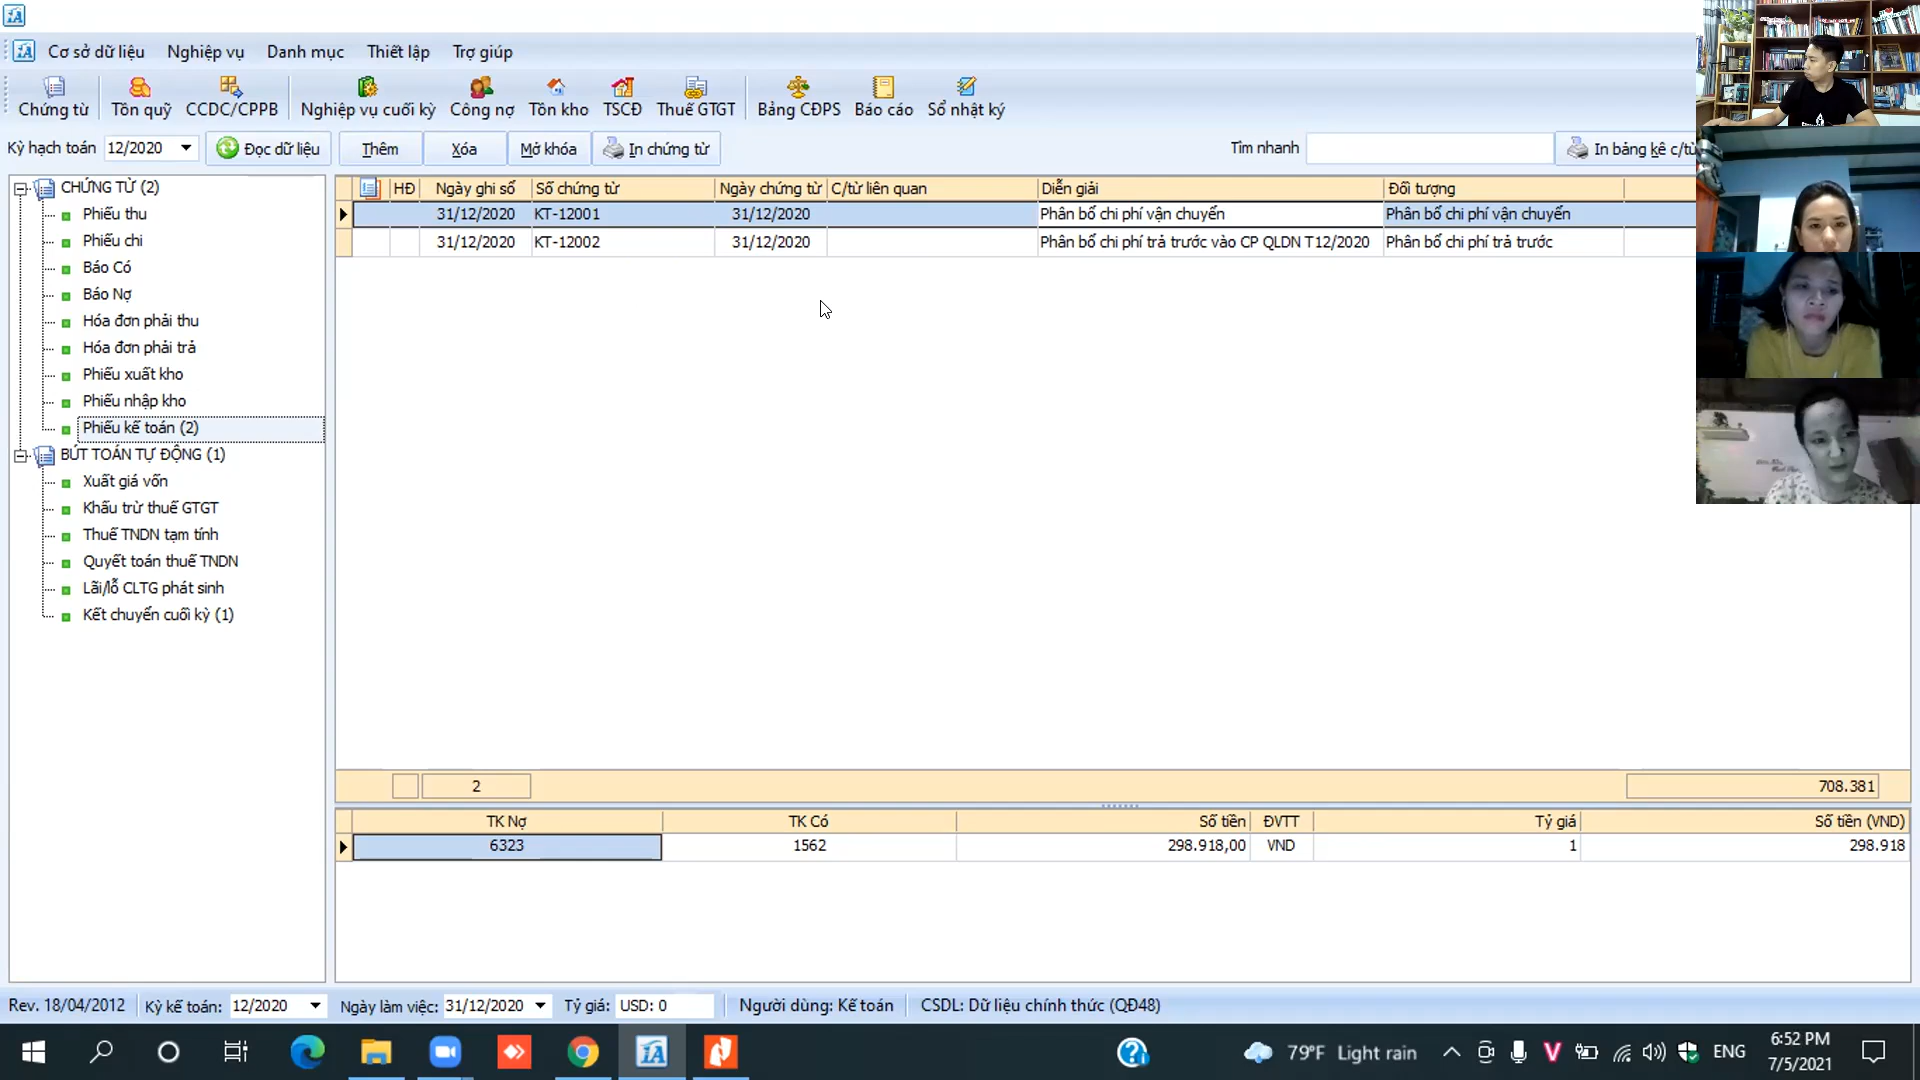 Cơ sở dữ liệu Nghiệp vụ Danh mục Thiết lập Trợ giúp
Chứng từ Tồn quỹ CCDC/CPPB Nghiệp vụ cuối kỳ Công nợ Tồn kho TSCĐ Thuế GTGT Bảng CĐPS Báo cáo Sổ nhật ký
Kỳ hạch toán 12/2020 Đọc dữ liệu Thêm Xóa Mở khóa In chứng từ Tìm nhanh In bảng kê c/từ
CHỨNG TỪ (2)
Phiếu thu
Phiếu chi
Báo Có
Báo Nợ
Hóa đơn phải thu
Hóa đơn phải trả
Phiếu xuất kho
Phiếu nhập kho
Phiếu kế toán (2)
BÚT TOÁN TỰ ĐỘNG (1)
Xuất giá vốn
Khấu trừ thuế GTGT
Thuế TNDN tạm tính
Quyết toán thuế TNDN
Lãi/lỗ CLTG phát sinh
Kết chuyển cuối kỳ (1)
HĐ Ngày ghi sổ Số chứng từ Ngày chứng từ C/từ liên quan Diễn giải Đối tượng
31/12/2020 KT-12001 31/12/2020 Phân bổ chi phí vận chuyển Phân bổ chi phí vận chuyển
31/12/2020 KT-12002 31/12/2020 Phân bổ chi phí trả trước vào CP QLDN T12/2020 Phân bổ chi phí trả trước
2 708.381
TK Nợ TK Có Số tiền ĐVTT Tỷ giá Số tiền (VND)
6323 1562 298.918,00 VND 1 298.918
Rev. 18/04/2012 Kỳ kế toán: 12/2020 Ngày làm việc: 31/12/2020 Tỷ giá: USD: 0 Người dùng: Kế toán CSDL: Dữ liệu chính thức (QĐ48)
79°F Light rain ENG 6:52 PM
7/5/2021